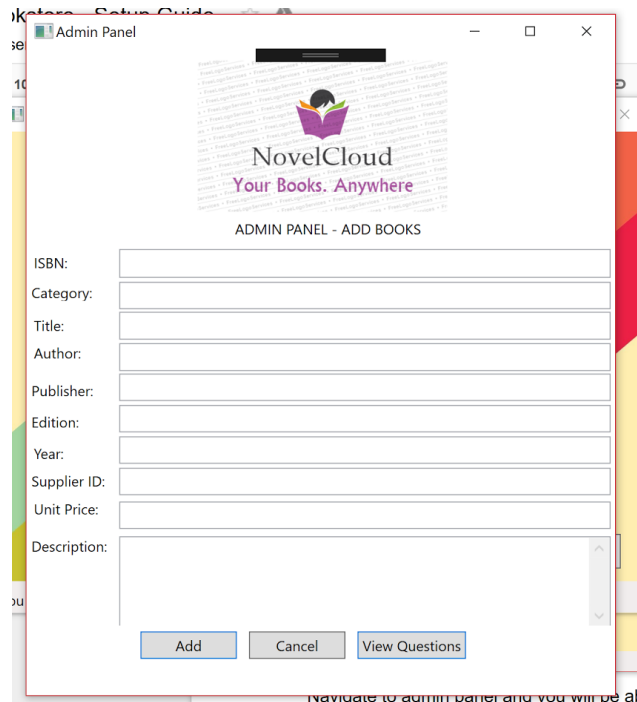 Admin Panel
NovelCloud
Your Books. Anywhere
ADMIN PANEL - ADD BOOKS
ISBN:
Category:
Title:
Author:
Publisher:
Edition:
Year:
Supplier ID:
Unit Price:
Description:
Add Cancel View Questions
Navigate to admin panel and you will be